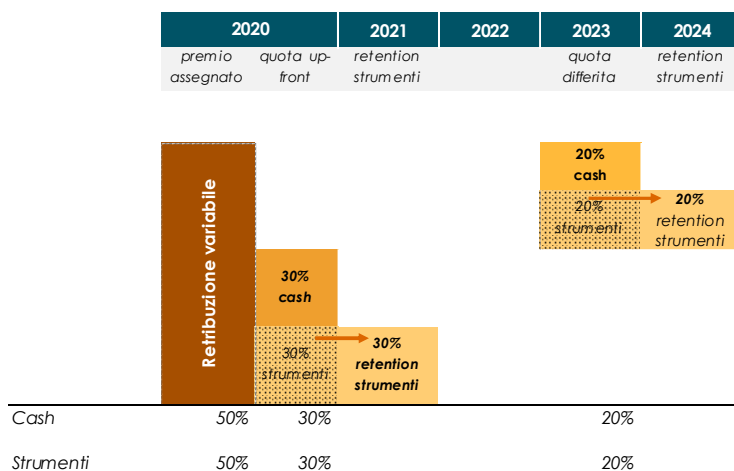 2020 2021 2022 2023 2024
premio assegnato quota up-front retention strumenti quota differita retention strumenti
Retribuzione variabile
30%
cash
30%
strumenti
30%
retention
strumenti
20%
cash
20%
strumenti
20%
retention
strumenti
Cash 50% 30% 20%
Strumenti 50% 30% 20%